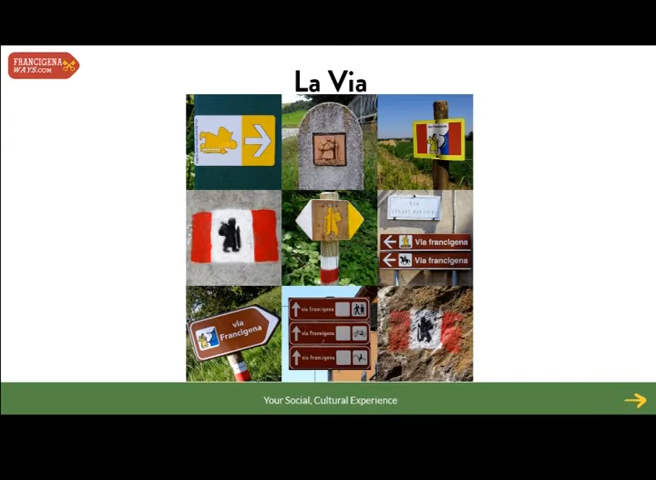 FRANCIGENA
WAYS.COM
La Via
VIA
Via francigena
Via francigena
via
Francigena
via francigena
via francigena
via francigena
Your Social, Cultural Experience